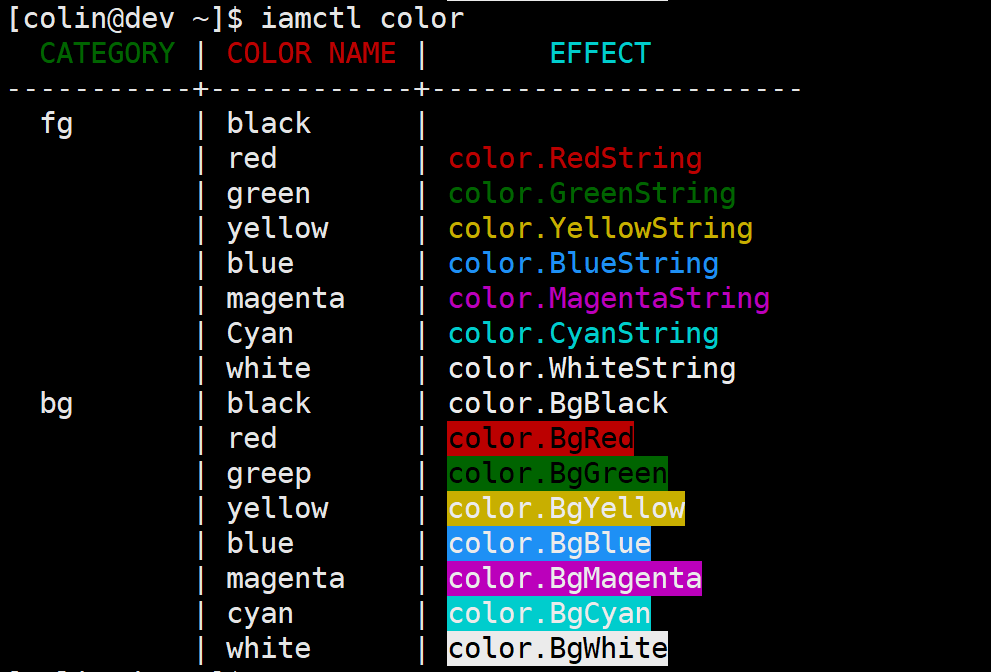 [colin@dev ~]$ iamctl color
CATEGORY | COLOR NAME | EFFECT
-----------+------------+----------------------
fg | black |
| red | color.RedString
| green | color.GreenString
| yellow | color.YellowString
| blue | color.BlueString
| magenta | color.MagentaString
| Cyan | color.CyanString
| white | color.WhiteString
bg | black | color.BgBlack
| red | color.BgRed
| greep | color.BgGreen
| yellow | color.BgYellow
| blue | color.BgBlue
| magenta | color.BgMagenta
| cyan | color.BgCyan
| white | color.BgWhite